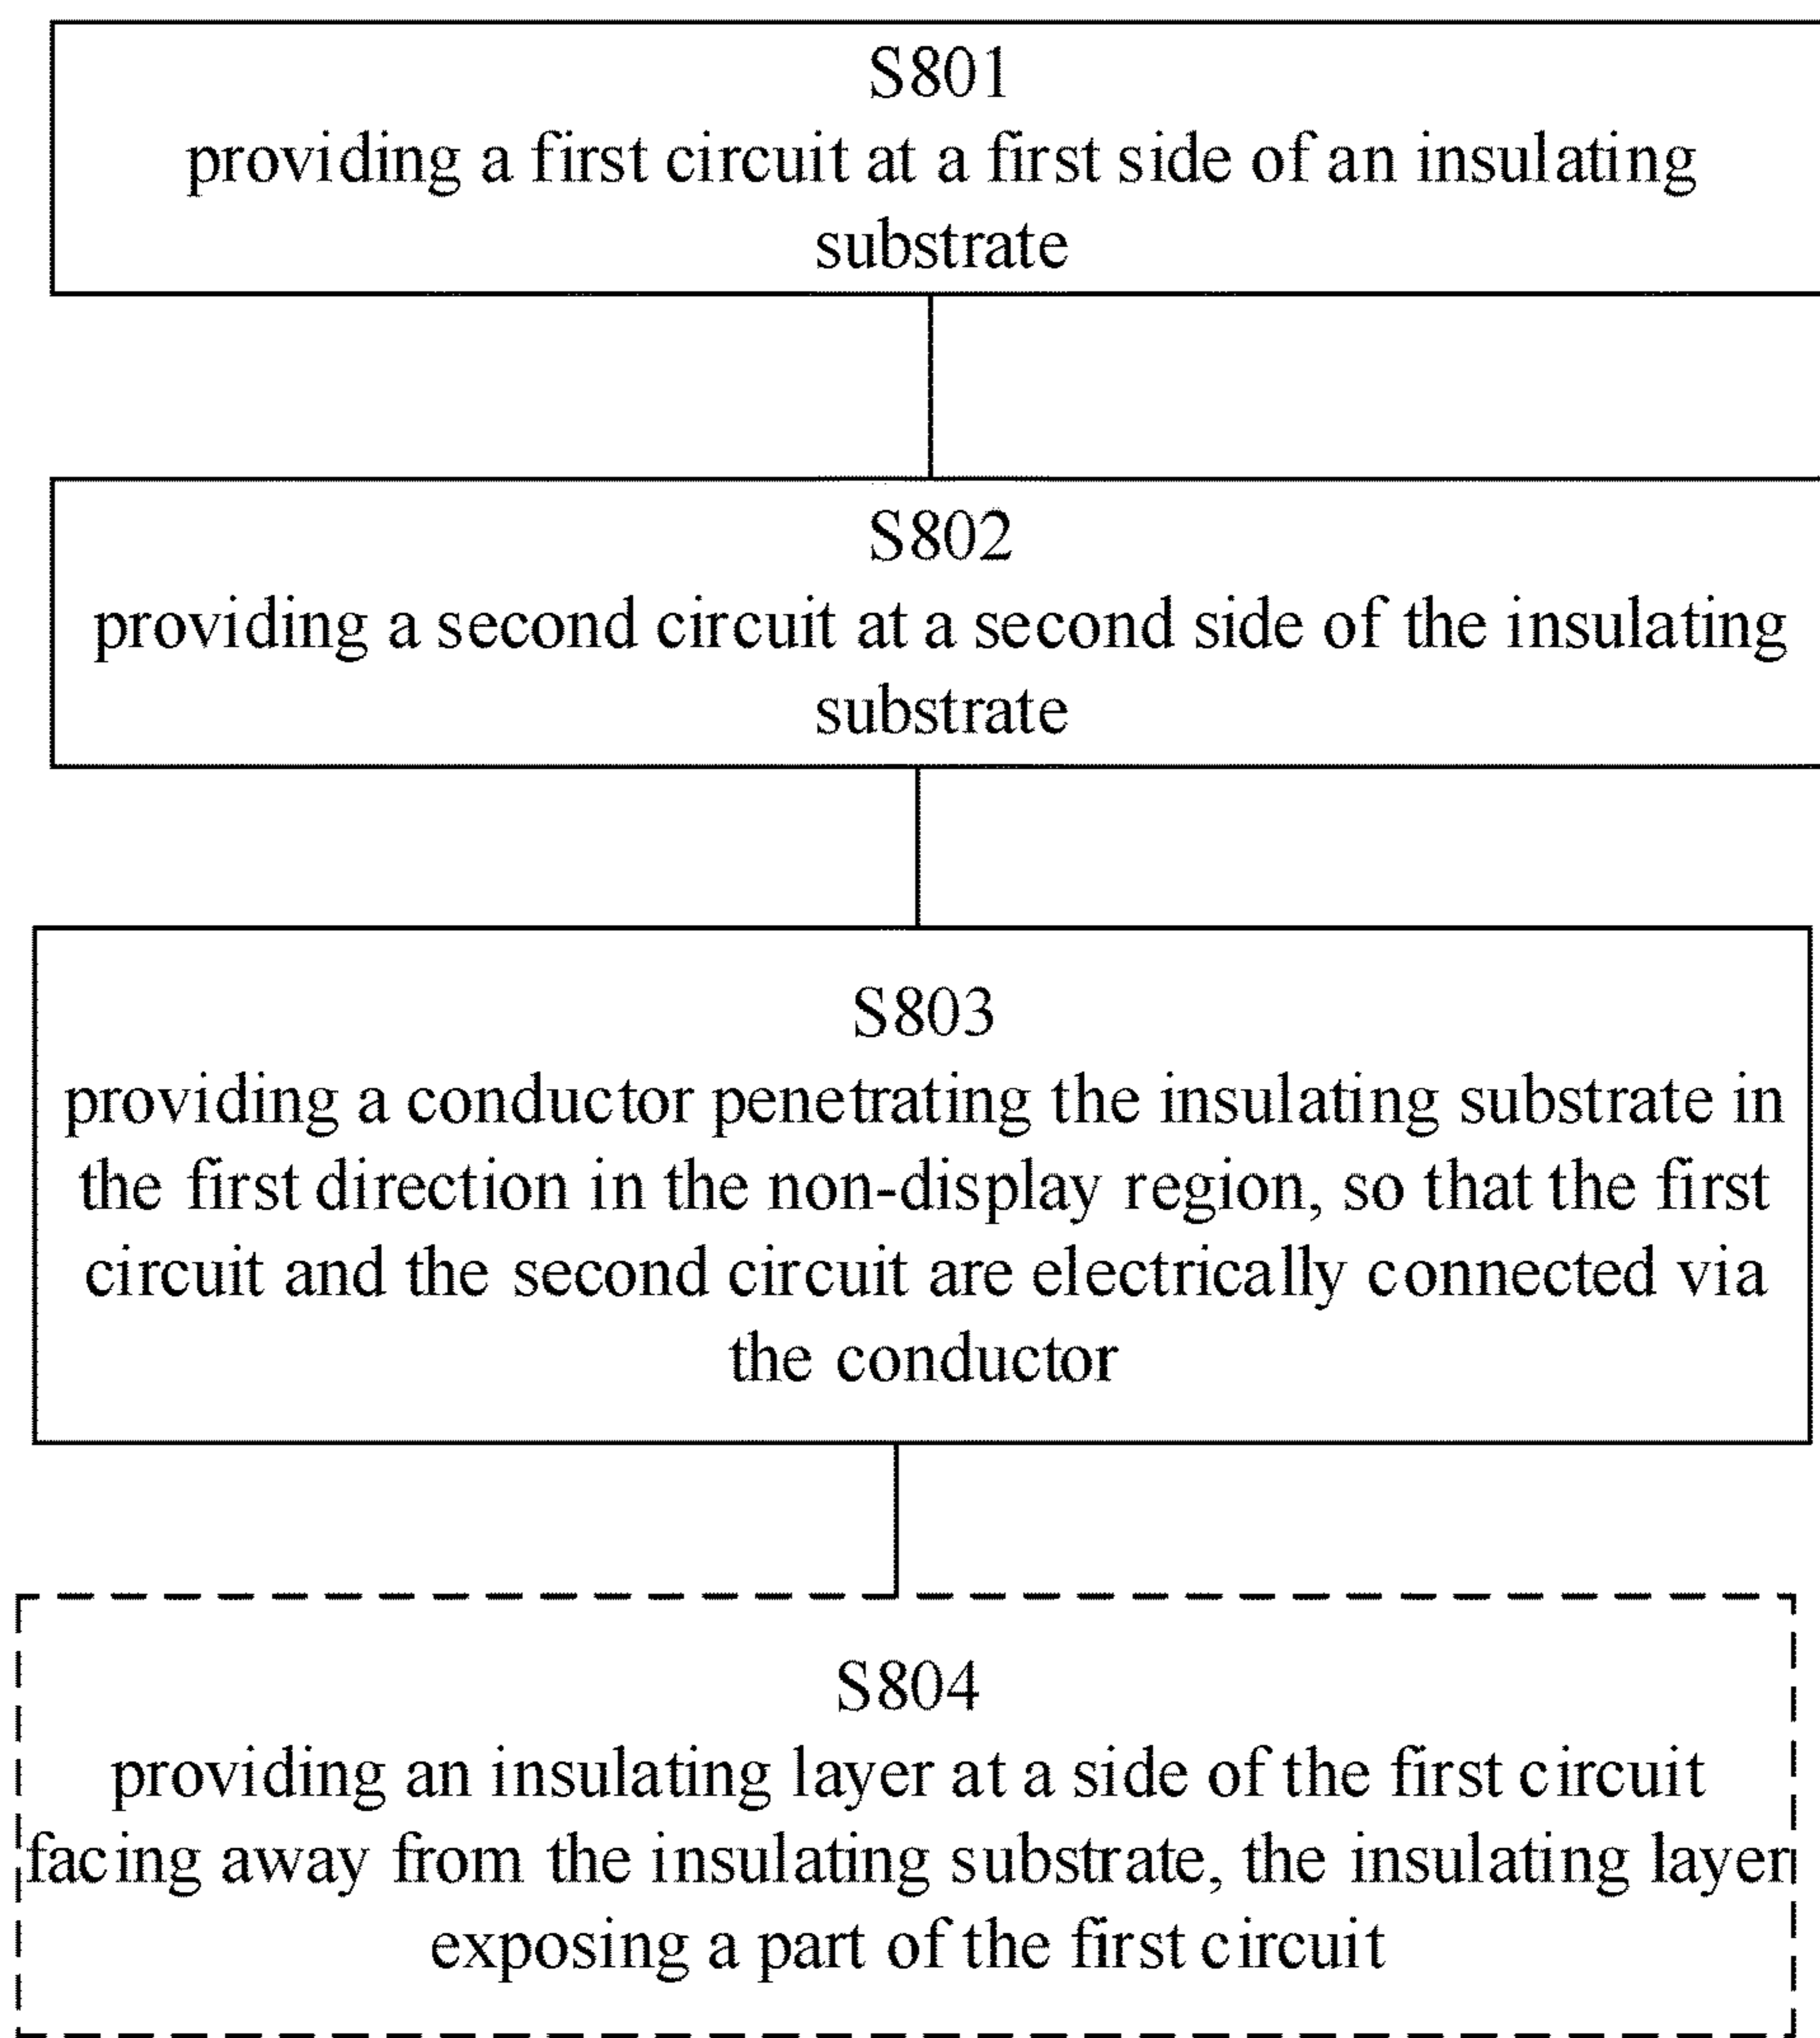 S801
providing a first circuit at a first side of an insulating
substrate
S802
providing a second circuit at a second side of the insulating
substrate
S803
providing a conductor penetrating the insulating substrate in
the first direction in the non-display region, so that the first
circuit and the second circuit are electrically connected via
the conductor
S804
providing an insulating layer at a side of the first circuit
facing away from the insulating substrate, the insulating layer
exposing a part of the first circuit